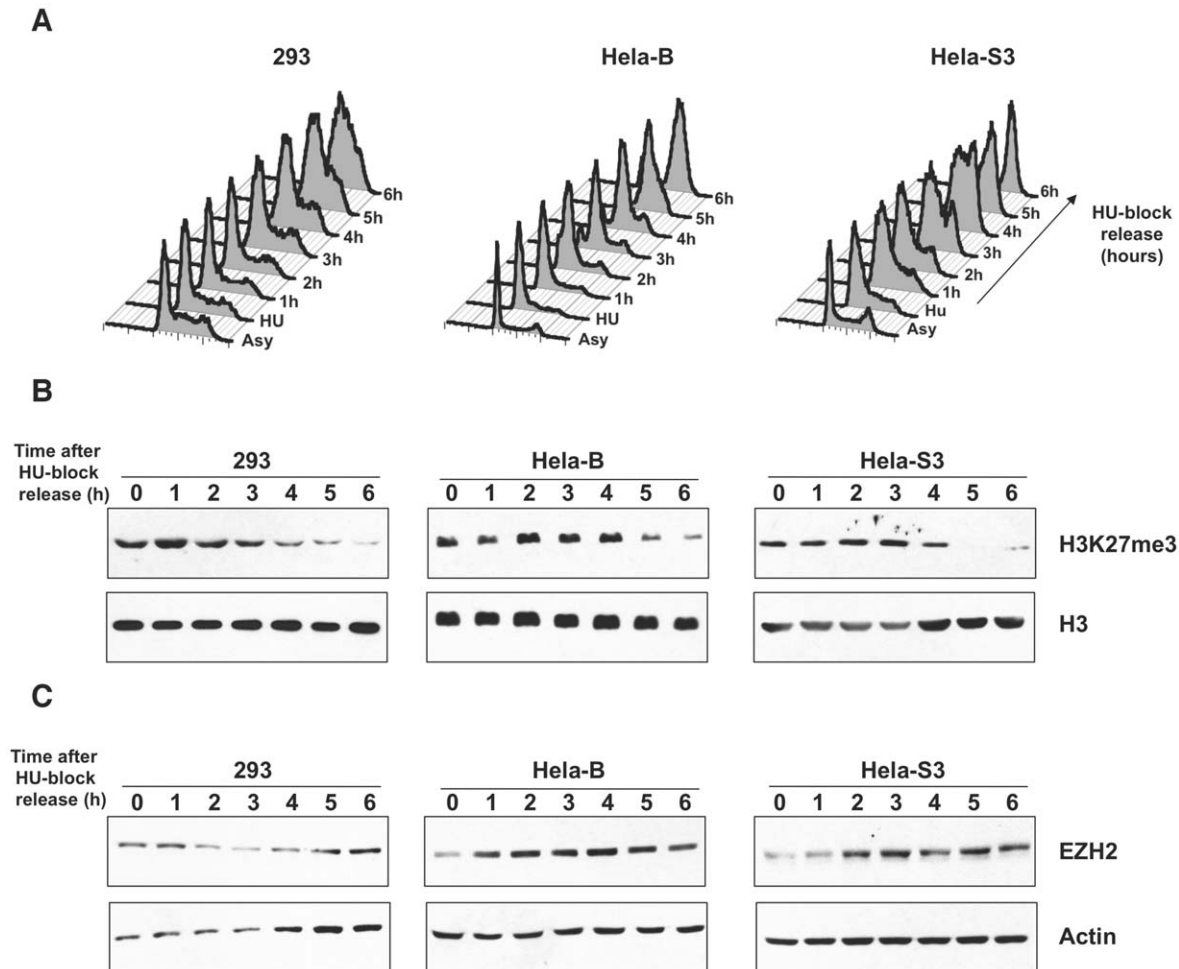 A
293
Hela-B
Hela-S3
6h
5h
4h
3h
2h
1h
HU
Asy
6h
5h
4h
3h
2h
1h
HU
Asy
6h
5h
4h
3h
2h
1h
Hu
Asy
HU-block
release
(hours)
B
Time after
HU-block
release (h)
293
0 1 2 3 4 5 6
Hela-B
0 1 2 3 4 5 6
Hela-S3
0 1 2 3 4 5 6
H3K27me3
H3
C
Time after
HU-block
release (h)
293
0 1 2 3 4 5 6
Hela-B
0 1 2 3 4 5 6
Hela-S3
0 1 2 3 4 5 6
EZH2
Actin